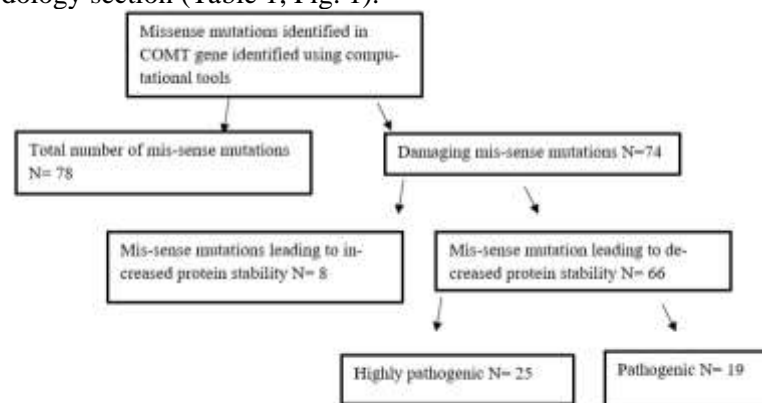 dology section (Table 1, Fig. 1).
Missense mutations identified in
COMT gene identified using compu-
tational tools
Total number of mis-sense mutations
N= 78
Damaging mis-sense mutations N=74
Mis-sense mutations leading to in-
creased protein stability N= 8
Mis-sense mutation leading to de-
creased protein stability N= 66
Highly pathogenic N= 25
Pathogenic N= 19